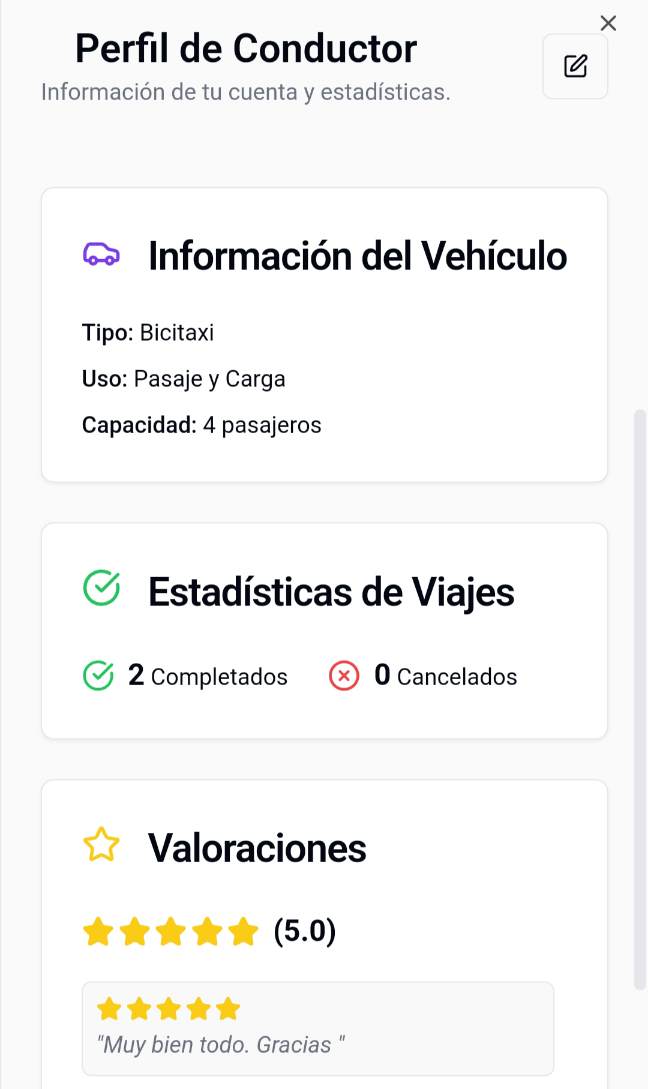 Perfil de Conductor
Información de tu cuenta y estadísticas.
Información del Vehículo
Tipo: Bicitaxi
Uso: Pasaje y Carga
Capacidad: 4 pasajeros
Estadísticas de Viajes
2 Completados 0 Cancelados
Valoraciones
(5.0)
"Muy bien todo. Gracias "